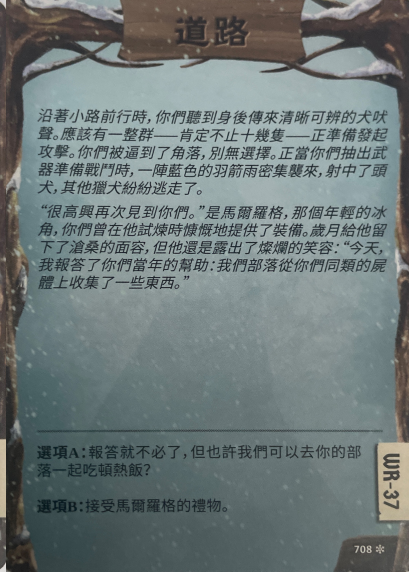 道路
沿著小路前行時，你們聽到身後傳來清晰可辨的犬吠
聲。應該有一整群——肯定不止十幾隻——正準備發起
攻擊。你們被逼到了角落，別無選擇。正當你們抽出武
器準備戰鬥時，一陣藍色的羽箭雨密集襲來，射中了頭
犬，其他獵犬紛紛逃走了。
“很高興再次見到你們。”是馬爾羅格，那個年輕的冰
角，你們曾在他試煉時慷慨地提供了裝備。歲月給他留
下了滄桑的面容，但他還是露出了燦爛的笑容：“今天，
我報答了你們當年的幫助：我們部落從你們同類的屍
體上收集了一些東西。”
選項A：報答就不必了，但也許我們可以去你的部
落一起吃頓熱飯？
選項B：接受馬爾羅格的禮物。
WR-37
708